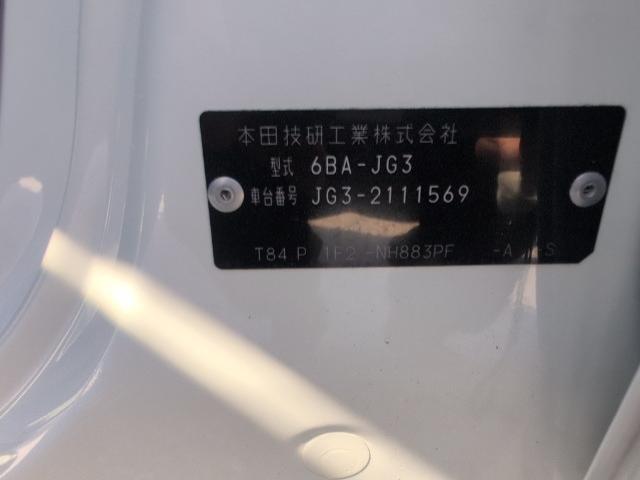 本田技研工業株式会社
型式 6BA-JG3
車台番号 JG3-2111569
T84 P 1F2 -NH883PF -A S